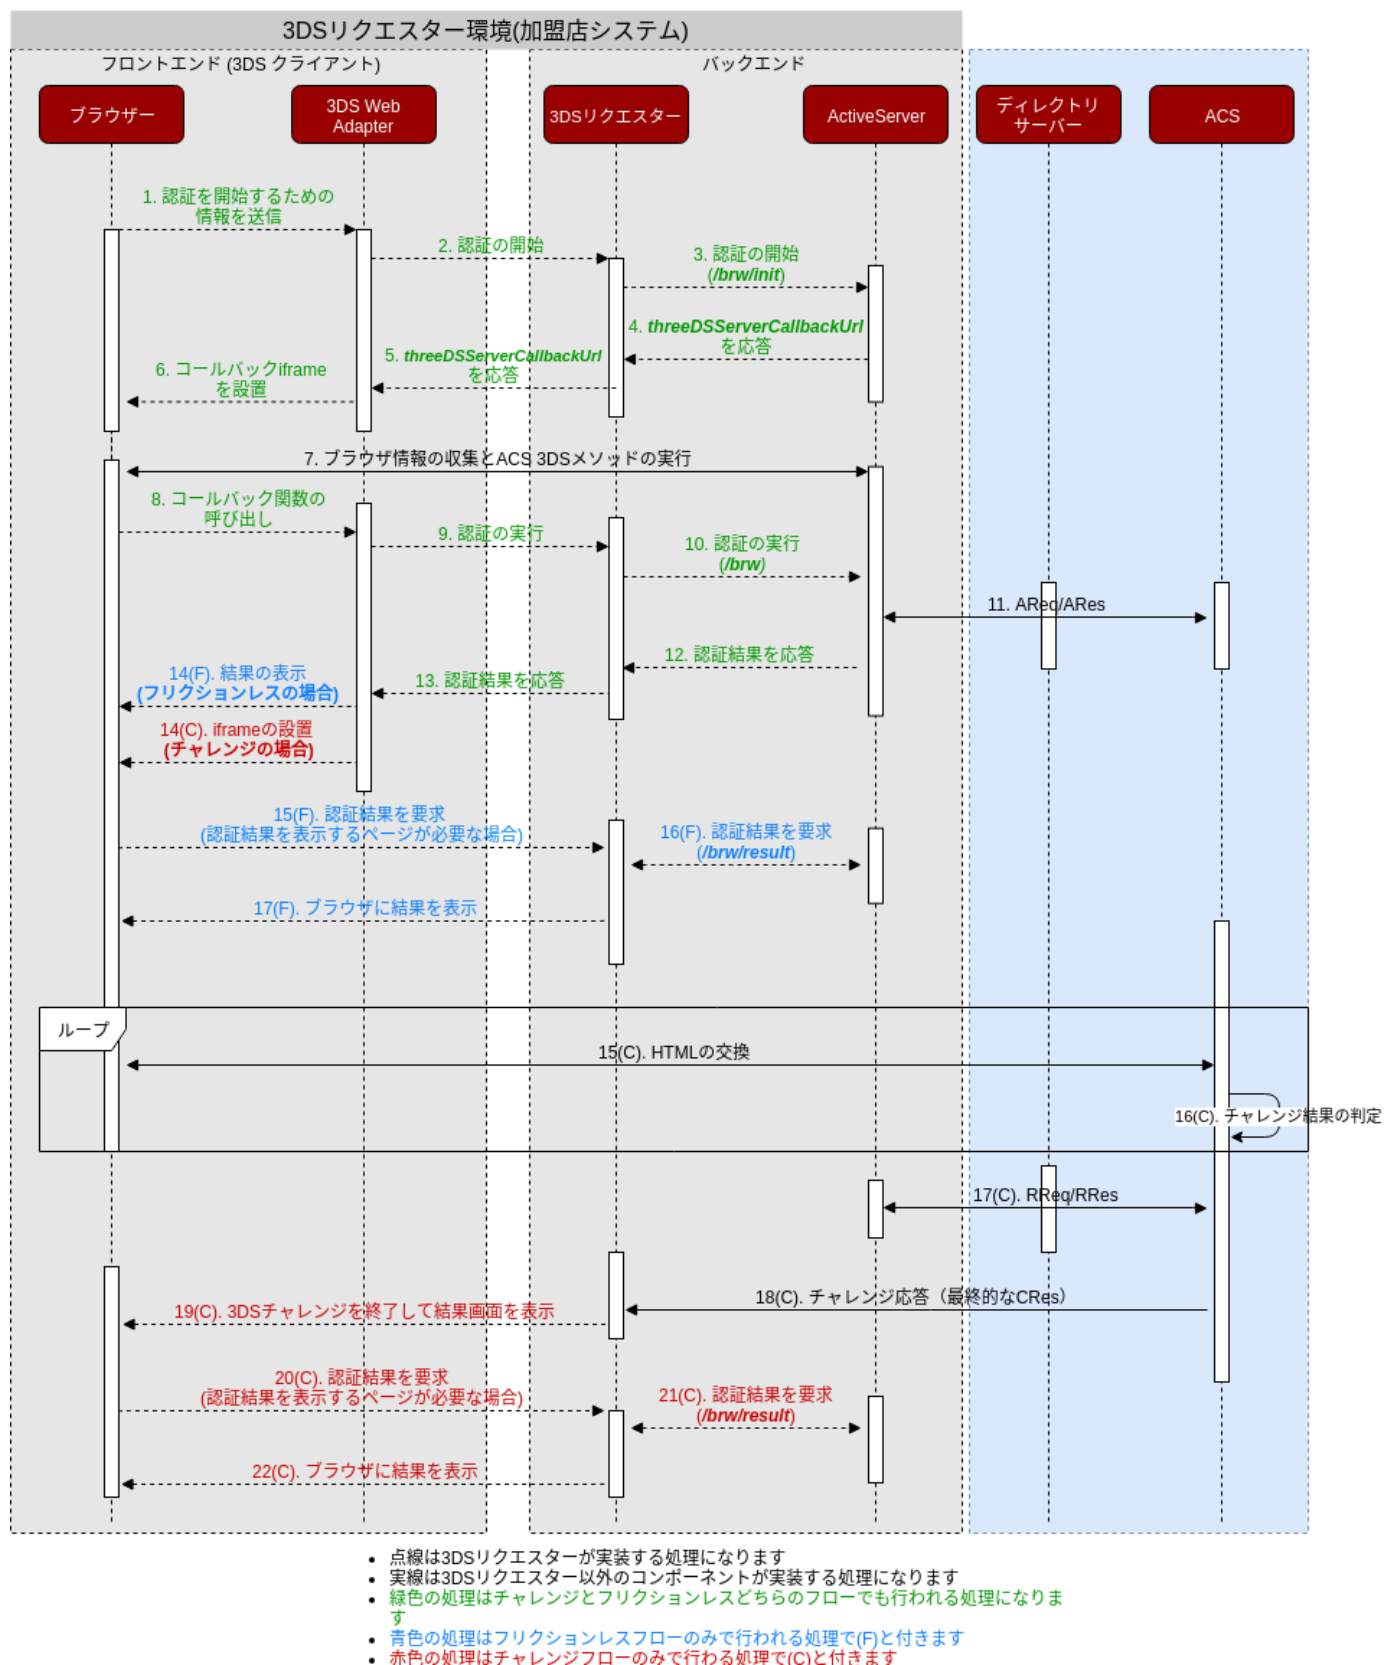 3DSリクエスター環境(加盟店システム)
フロントエンド (3DS クライアント)
バックエンド
ブラウザー
3DS Web
Adapter
3DSリクエスター
ActiveServer
ディレクトリ
サーバー
ACS
1. 認証を開始するための
情報を送信
2. 認証の開始
3. 認証の開始
(/brw/init)
4. threeDSServerCallbackUrl
を応答
5. threeDSServerCallbackUrl
を応答
6. コールバックiframe
を設置
7. ブラウザ情報の収集とACS 3DSメソッドの実行
8. コールバック関数の
呼び出し
9. 認証の実行
10. 認証の実行
(/brw)
11. AReq/ARes
12. 認証結果を応答
13. 認証結果を応答
14(F). 結果の表示
(フリクションレスの場合)
14(C). iframeの設置
(チャレンジの場合)
15(F). 認証結果を要求
(認証結果を表示するページが必要な場合)
16(F). 認証結果を要求
(/brw/result)
17(F). ブラウザに結果を表示
ループ
15(C). HTMLの交換
16(C). チャレンジ結果の判定
17(C). RReq/RRes
18(C). チャレンジ応答（最終的なCRes）
19(C). 3DSチャレンジを終了して結果画面を表示
20(C). 認証結果を要求
(認証結果を表示するページが必要な場合)
21(C). 認証結果を要求
(/brw/result)
22(C). ブラウザに結果を表示
• 点線は3DSリクエスターが実装する処理になります
• 実線は3DSリクエスター以外のコンポーネントが実装する処理になります
• 緑色の処理はチャレンジとフリクションレスどちらのフローでも行われる処理になりま
す
• 青色の処理はフリクションレスフローのみで行われる処理で(F)と付きます
• 赤色の処理はチャレンジフローのみで行わる処理で(C)と付きます